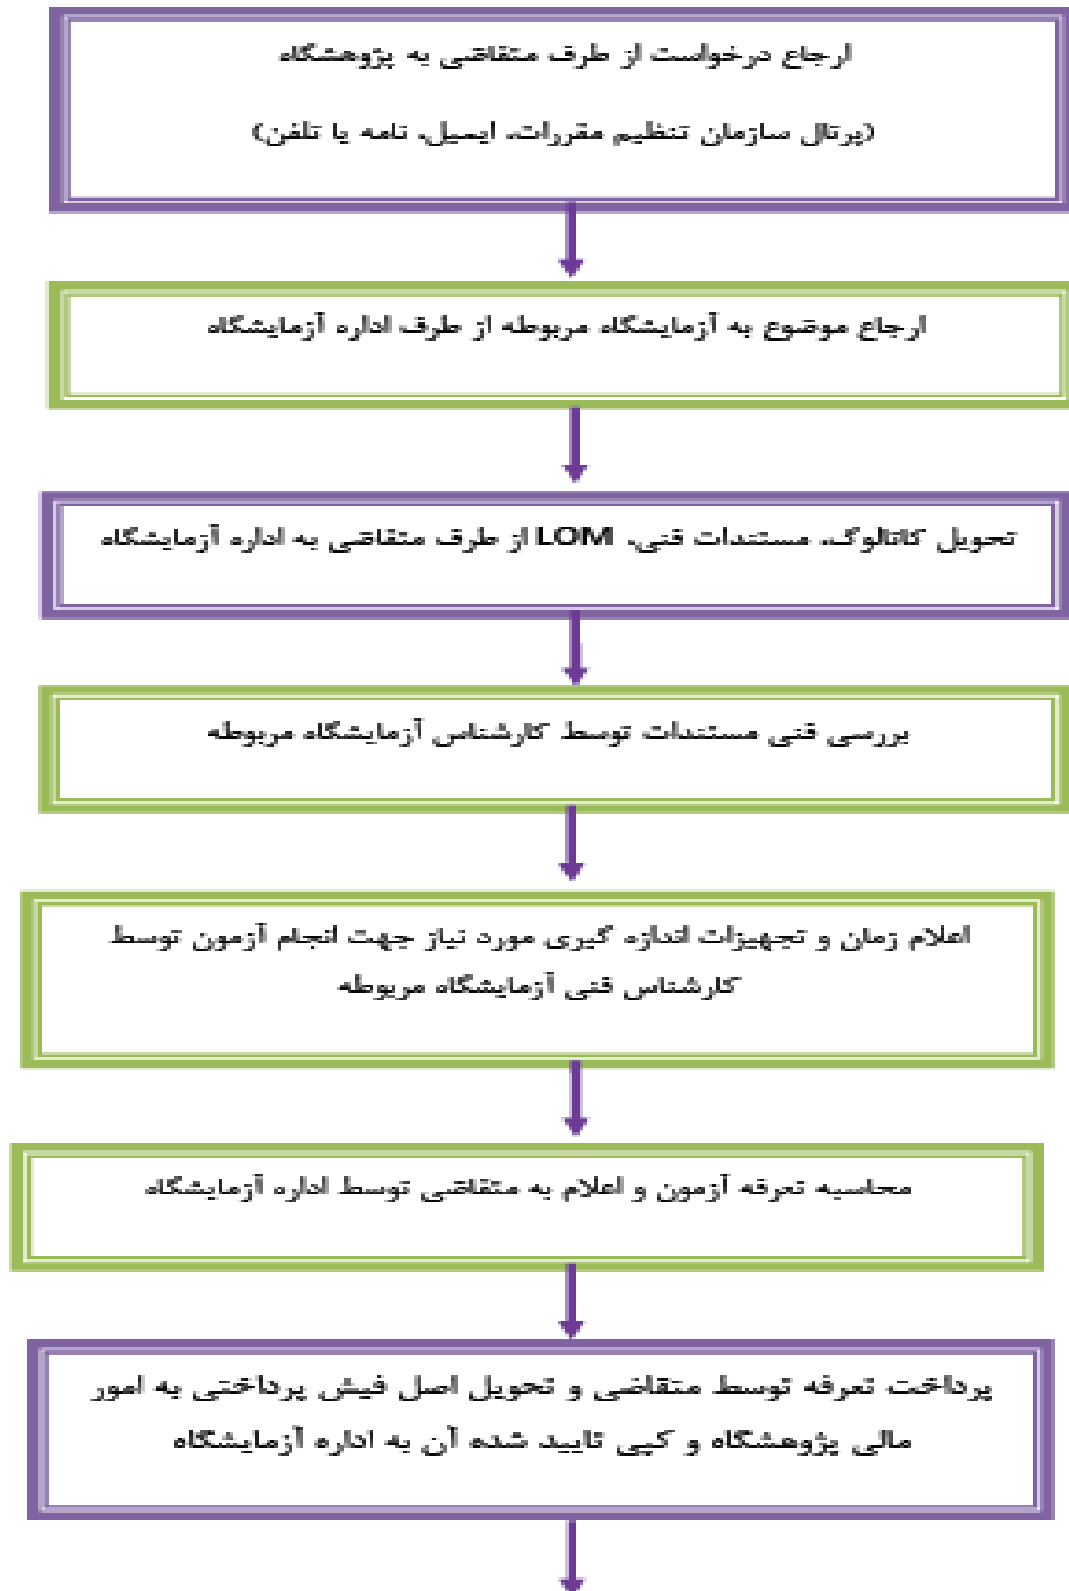 ارجاع درخواست از طرف متقاضی به پژوهشگاه
(پرتال سازمان تنظیم مقررات، ایمیل، نامه یا تلفن)
ارجاع موضوع به آزمایشگاه مربوطه از طرف اداره آزمایشگاه
تحویل کاتالوگ، مستندات فنی، LOM از طرف متقاضی به اداره آزمایشگاه
بررسی فنی مستندات توسط کارشناس آزمایشگاه مربوطه
اعلام زمان و تجهیزات اندازه گیری مورد نیاز جهت انجام آزمون توسط
کارشناس فنی آزمایشگاه مربوطه
محاسبه تعرفه آزمون و اعلام به متقاضی توسط اداره آزمایشگاه
پرداخت تعرفه توسط متقاضی و تحویل اصل فیش پرداختی به امور
مالی پژوهشگاه و کپی تایید شده آن به اداره آزمایشگاه